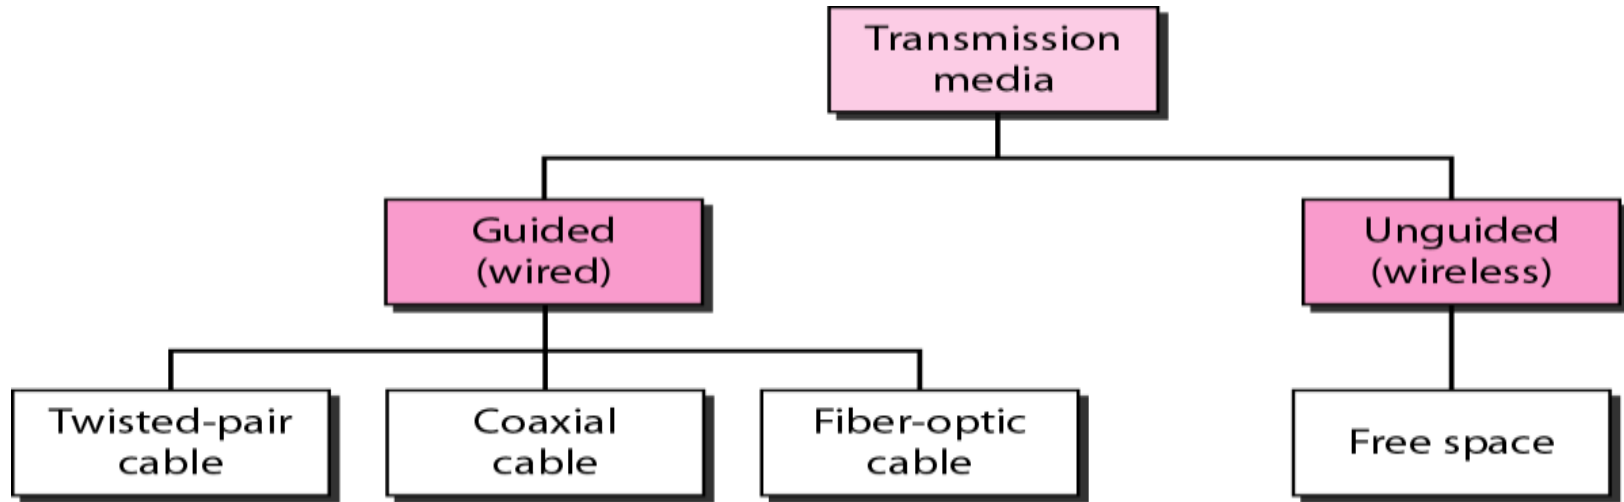 Transmission
media
Guided
(wired)
Unguided
(wireless)
Twisted-pair
cable
Coaxial
cable
Fiber-optic
cable
Free space